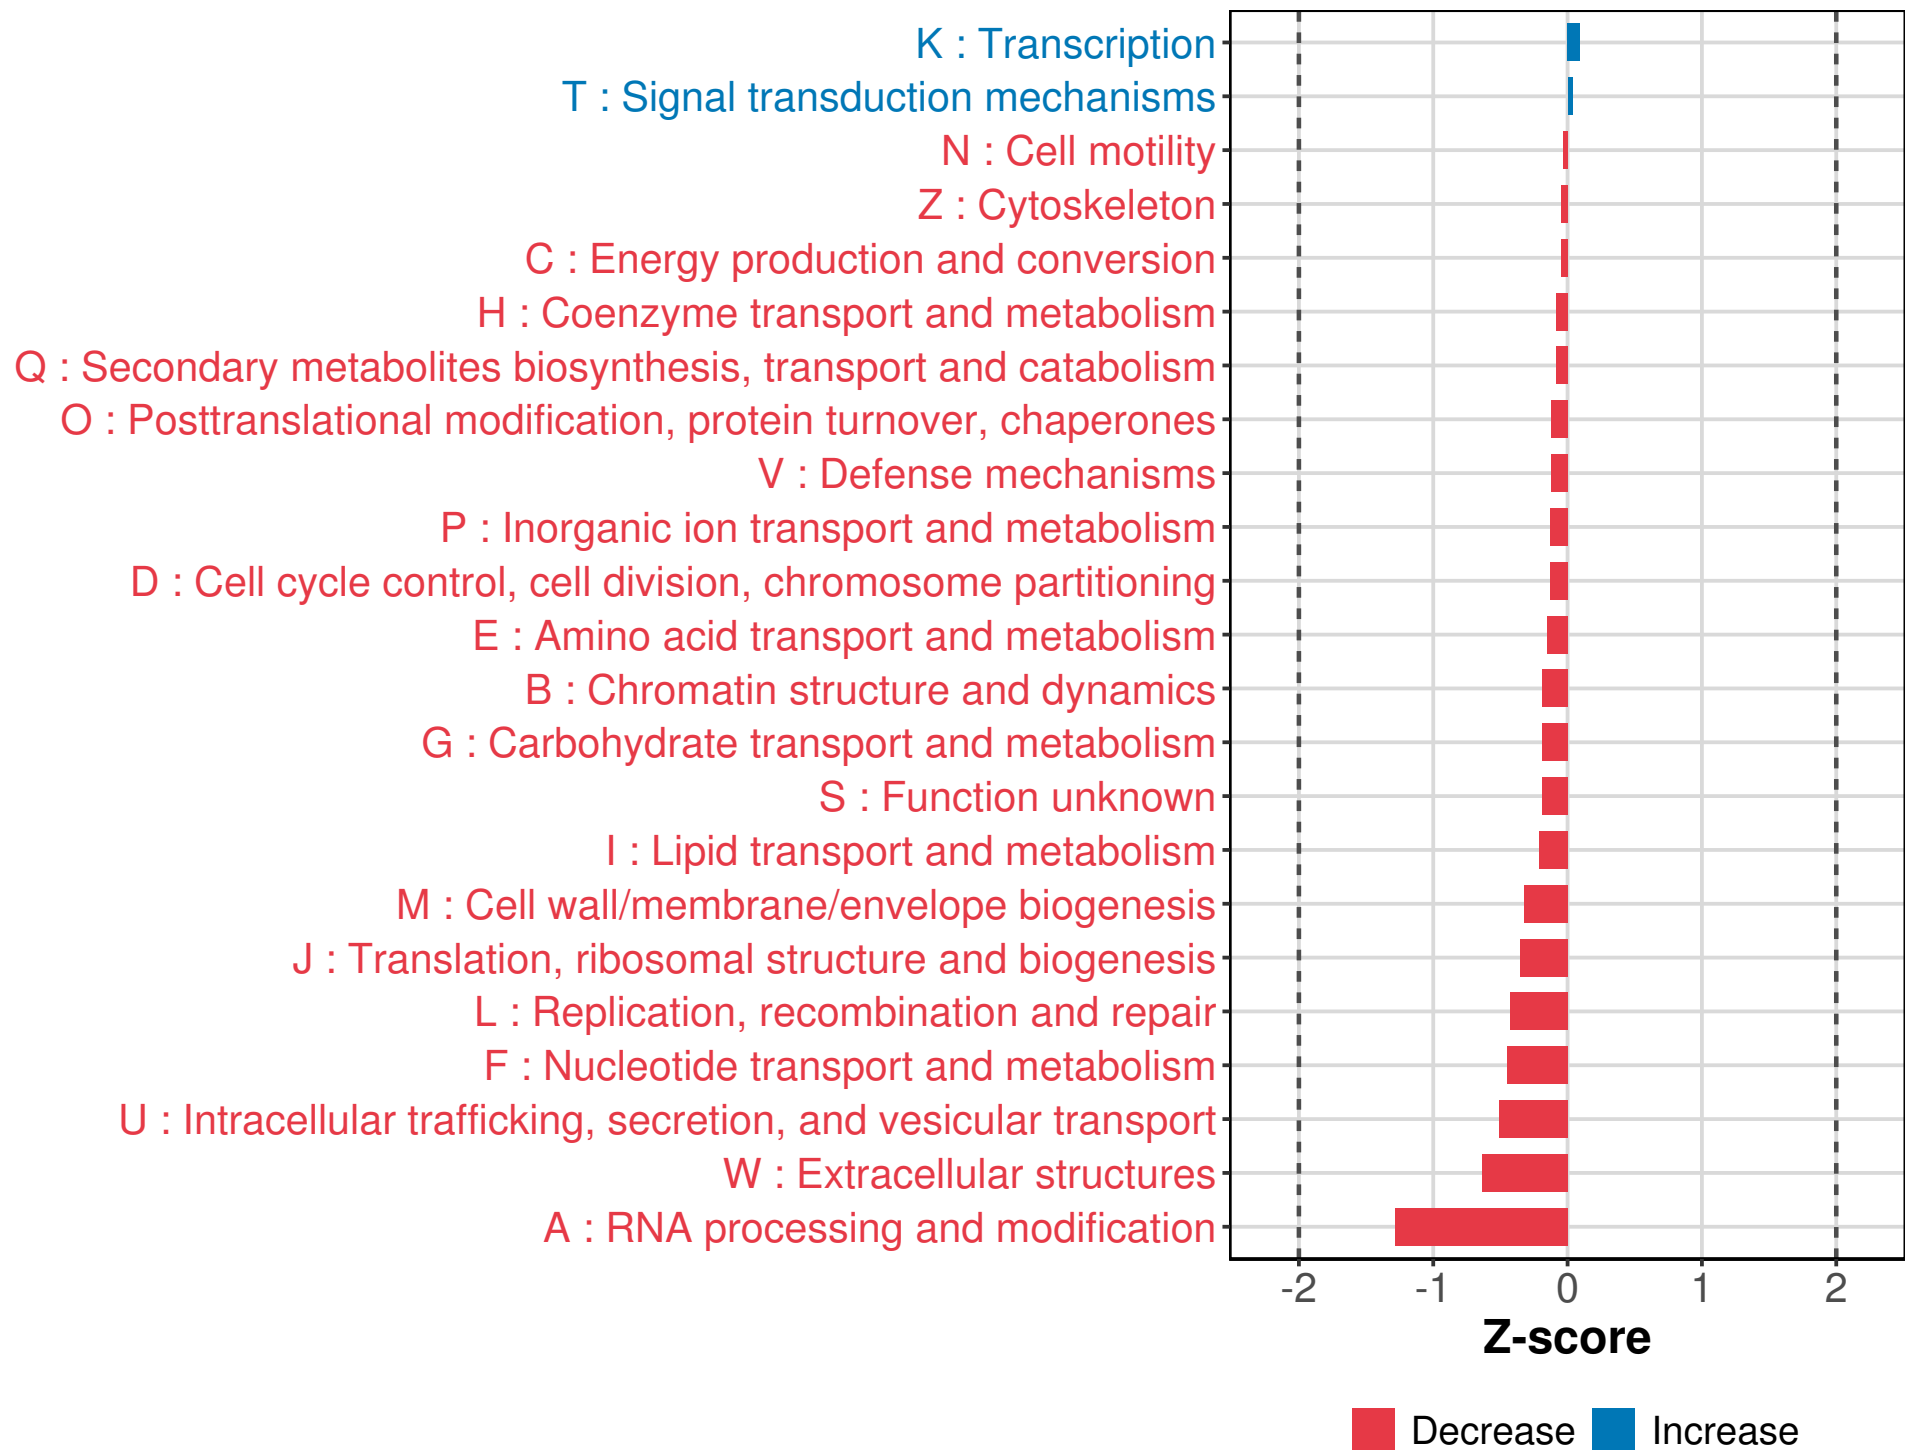 K : Transcription
T : Signal transduction mechanisms
N : Cell motility
Z : Cytoskeleton
C : Energy production and conversion
H : Coenzyme transport and metabolism
Q : Secondary metabolites biosynthesis, transport and catabolism
O : Posttranslational modification, protein turnover, chaperones
V : Defense mechanisms
P : Inorganic ion transport and metabolism
D : Cell cycle control, cell division, chromosome partitioning
E : Amino acid transport and metabolism
B : Chromatin structure and dynamics
G : Carbohydrate transport and metabolism
S : Function unknown
I : Lipid transport and metabolism
M : Cell wall/membrane/envelope biogenesis
J : Translation, ribosomal structure and biogenesis
L : Replication, recombination and repair
F : Nucleotide transport and metabolism
U : Intracellular trafficking, secretion, and vesicular transport
W : Extracellular structures
A : RNA processing and modification
-2 -1 0 1 2
Z-score
Decrease Increase